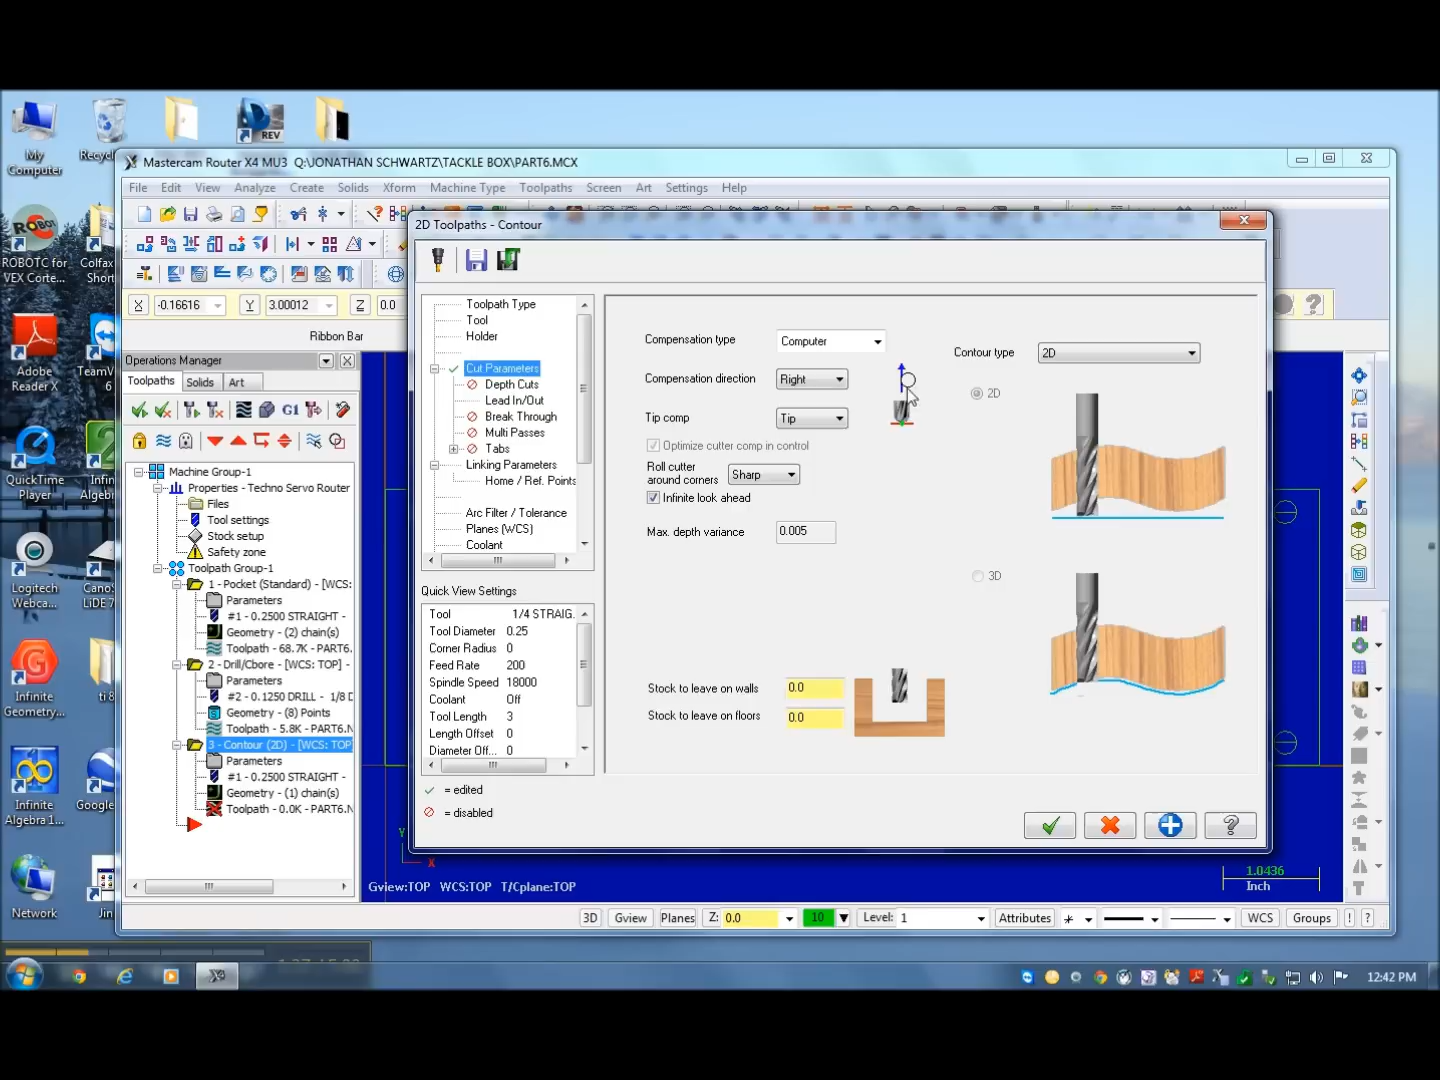 My Computer
Recycl
REV
6
ROBOTC for VEX Corte...
Colfax Short
Adobe Reader X
TeamV
6
QuickTime Player
Infin Algebr
Logitech Webca...
CanoS LiDE 7
Infinite Geometry...
ti 8
Infinite Algebra 1...
Google
Network
Jin
Mastercam Router X4 MU3 Q:\JONATHAN SCHWARTZ\TACKLE BOX\PART6.MCX
File Edit View Analyze Create Solids Xform Machine Type Toolpaths Screen Art Settings Help
X -0.16616 Y 3.00012 Z 0.0
Ribbon Bar
Operations Manager
Toolpaths Solids Art
G1
Machine Group-1
Properties - Techno Servo Router
Files
Tool settings
Stock setup
Safety zone
Toolpath Group-1
1 - Pocket (Standard) - [WCS:
Parameters
#1 - 0.2500 STRAIGHT -
Geometry - (2) chain(s)
Toolpath - 68.7K - PART6.
2 - Drill/Cbore - [WCS: TOP] -
Parameters
#2 - 0.1250 DRILL - 1/8 D
Geometry - (8) Points
Toolpath - 5.8K - PART6.N
3 - Contour (2D) - [WCS: TOP
Parameters
#1 - 0.2500 STRAIGHT -
Geometry - (1) chain(s)
Toolpath - 0.0K - PART6.N
2D Toolpaths - Contour
Toolpath Type
Tool
Holder
Cut Parameters
Depth Cuts
Lead In/Out
Break Through
Multi Passes
Tabs
Linking Parameters
Home / Ref. Points
Arc Filter / Tolerance
Planes (WCS)
Coolant
Quick View Settings
Tool 1/4 STRAIG.
Tool Diameter 0.25
Corner Radius 0
Feed Rate 200
Spindle Speed 18000
Coolant Off
Tool Length 3
Length Offset 0
Diameter Off... 0
= edited
= disabled
Compensation type Computer
Compensation direction Right
Tip comp Tip
Optimize cutter comp in control
Roll cutter around corners Sharp
Infinite look ahead
Max. depth variance 0.005
Stock to leave on walls 0.0
Stock to leave on floors 0.0
Contour type 2D
2D
3D
Y
X
Gview:TOP WCS:TOP T/Cplane:TOP
1.0436
Inch
3D Gview Planes Z: 0.0 10 Level: 1 Attributes WCS Groups ! ?
X4
12:42 PM